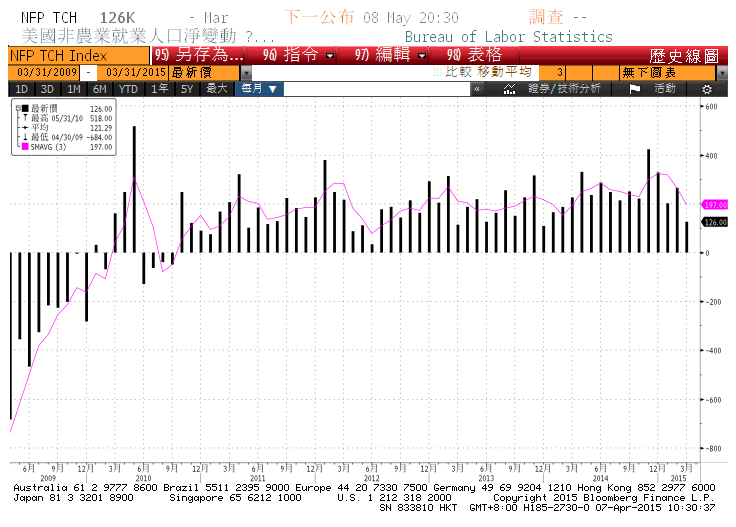 NFP TCH 126K - Mar 下一公布 08 May 20:30 調查 --
美國非農業就業人口淨變動 ?... Bureau of Labor Statistics
NFP TCH Index 95) 另存為... 96) 指令 97) 編輯 98) 表格 歷史線圖
03/31/2009 - 03/31/2015 最新價 比較 移動平均 3 無下圖表
1D 3D 1M 6M YTD 1年 5Y 最大 每月 ▼ « 證券/技術分析 活動
最新價 126.00
最高 05/31/10 518.00
平均 121.29
最低 04/30/09 -684.00
SMAVG (3) 197.00
600
400
197.00
126.00
0
-200
-400
-600
-800
6月 9月 12月 3月 6月 9月 12月 3月 6月 9月 12月 3月 6月 9月 12月 3月 6月 9月 12月 3月 6月 9月 12月 3月
2009 2010 2011 2012 2013 2014 2015
Australia 61 2 9777 8600 Brazil 5511 2395 9000 Europe 44 20 7330 7500 Germany 49 69 9204 1210 Hong Kong 852 2977 6000
Japan 81 3 3201 8900 Singapore 65 6212 1000 U.S. 1 212 318 2000 Copyright 2015 Bloomberg Finance L.P.
SN 833810 HKT GMT+8:00 H185-2730-0 07-Apr-2015 10:30:37